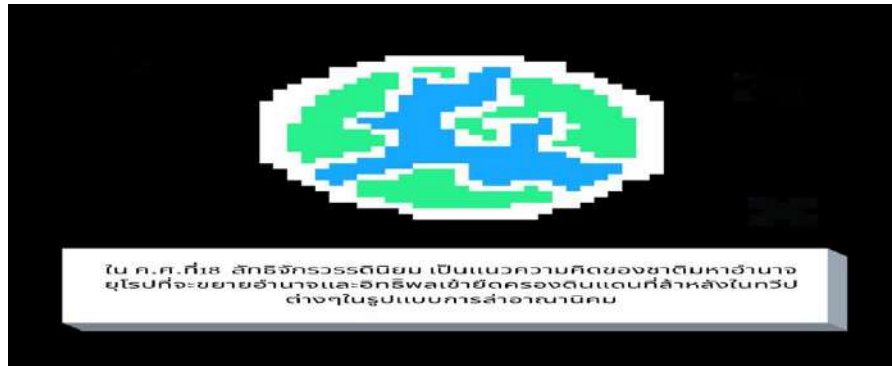 ใน ค.ศ.ที่18 ลัทธิจักรวรรดินิยม เป็นแนวความคิดของชาติมหาอำนาจ
ยุโรปที่จะขยายอำนาจและอิทธิพลเข้ายึดครองดินแดนที่ล้าหลังในทวีป
ต่างๆในรูปแบบการล่าอาณานิคม